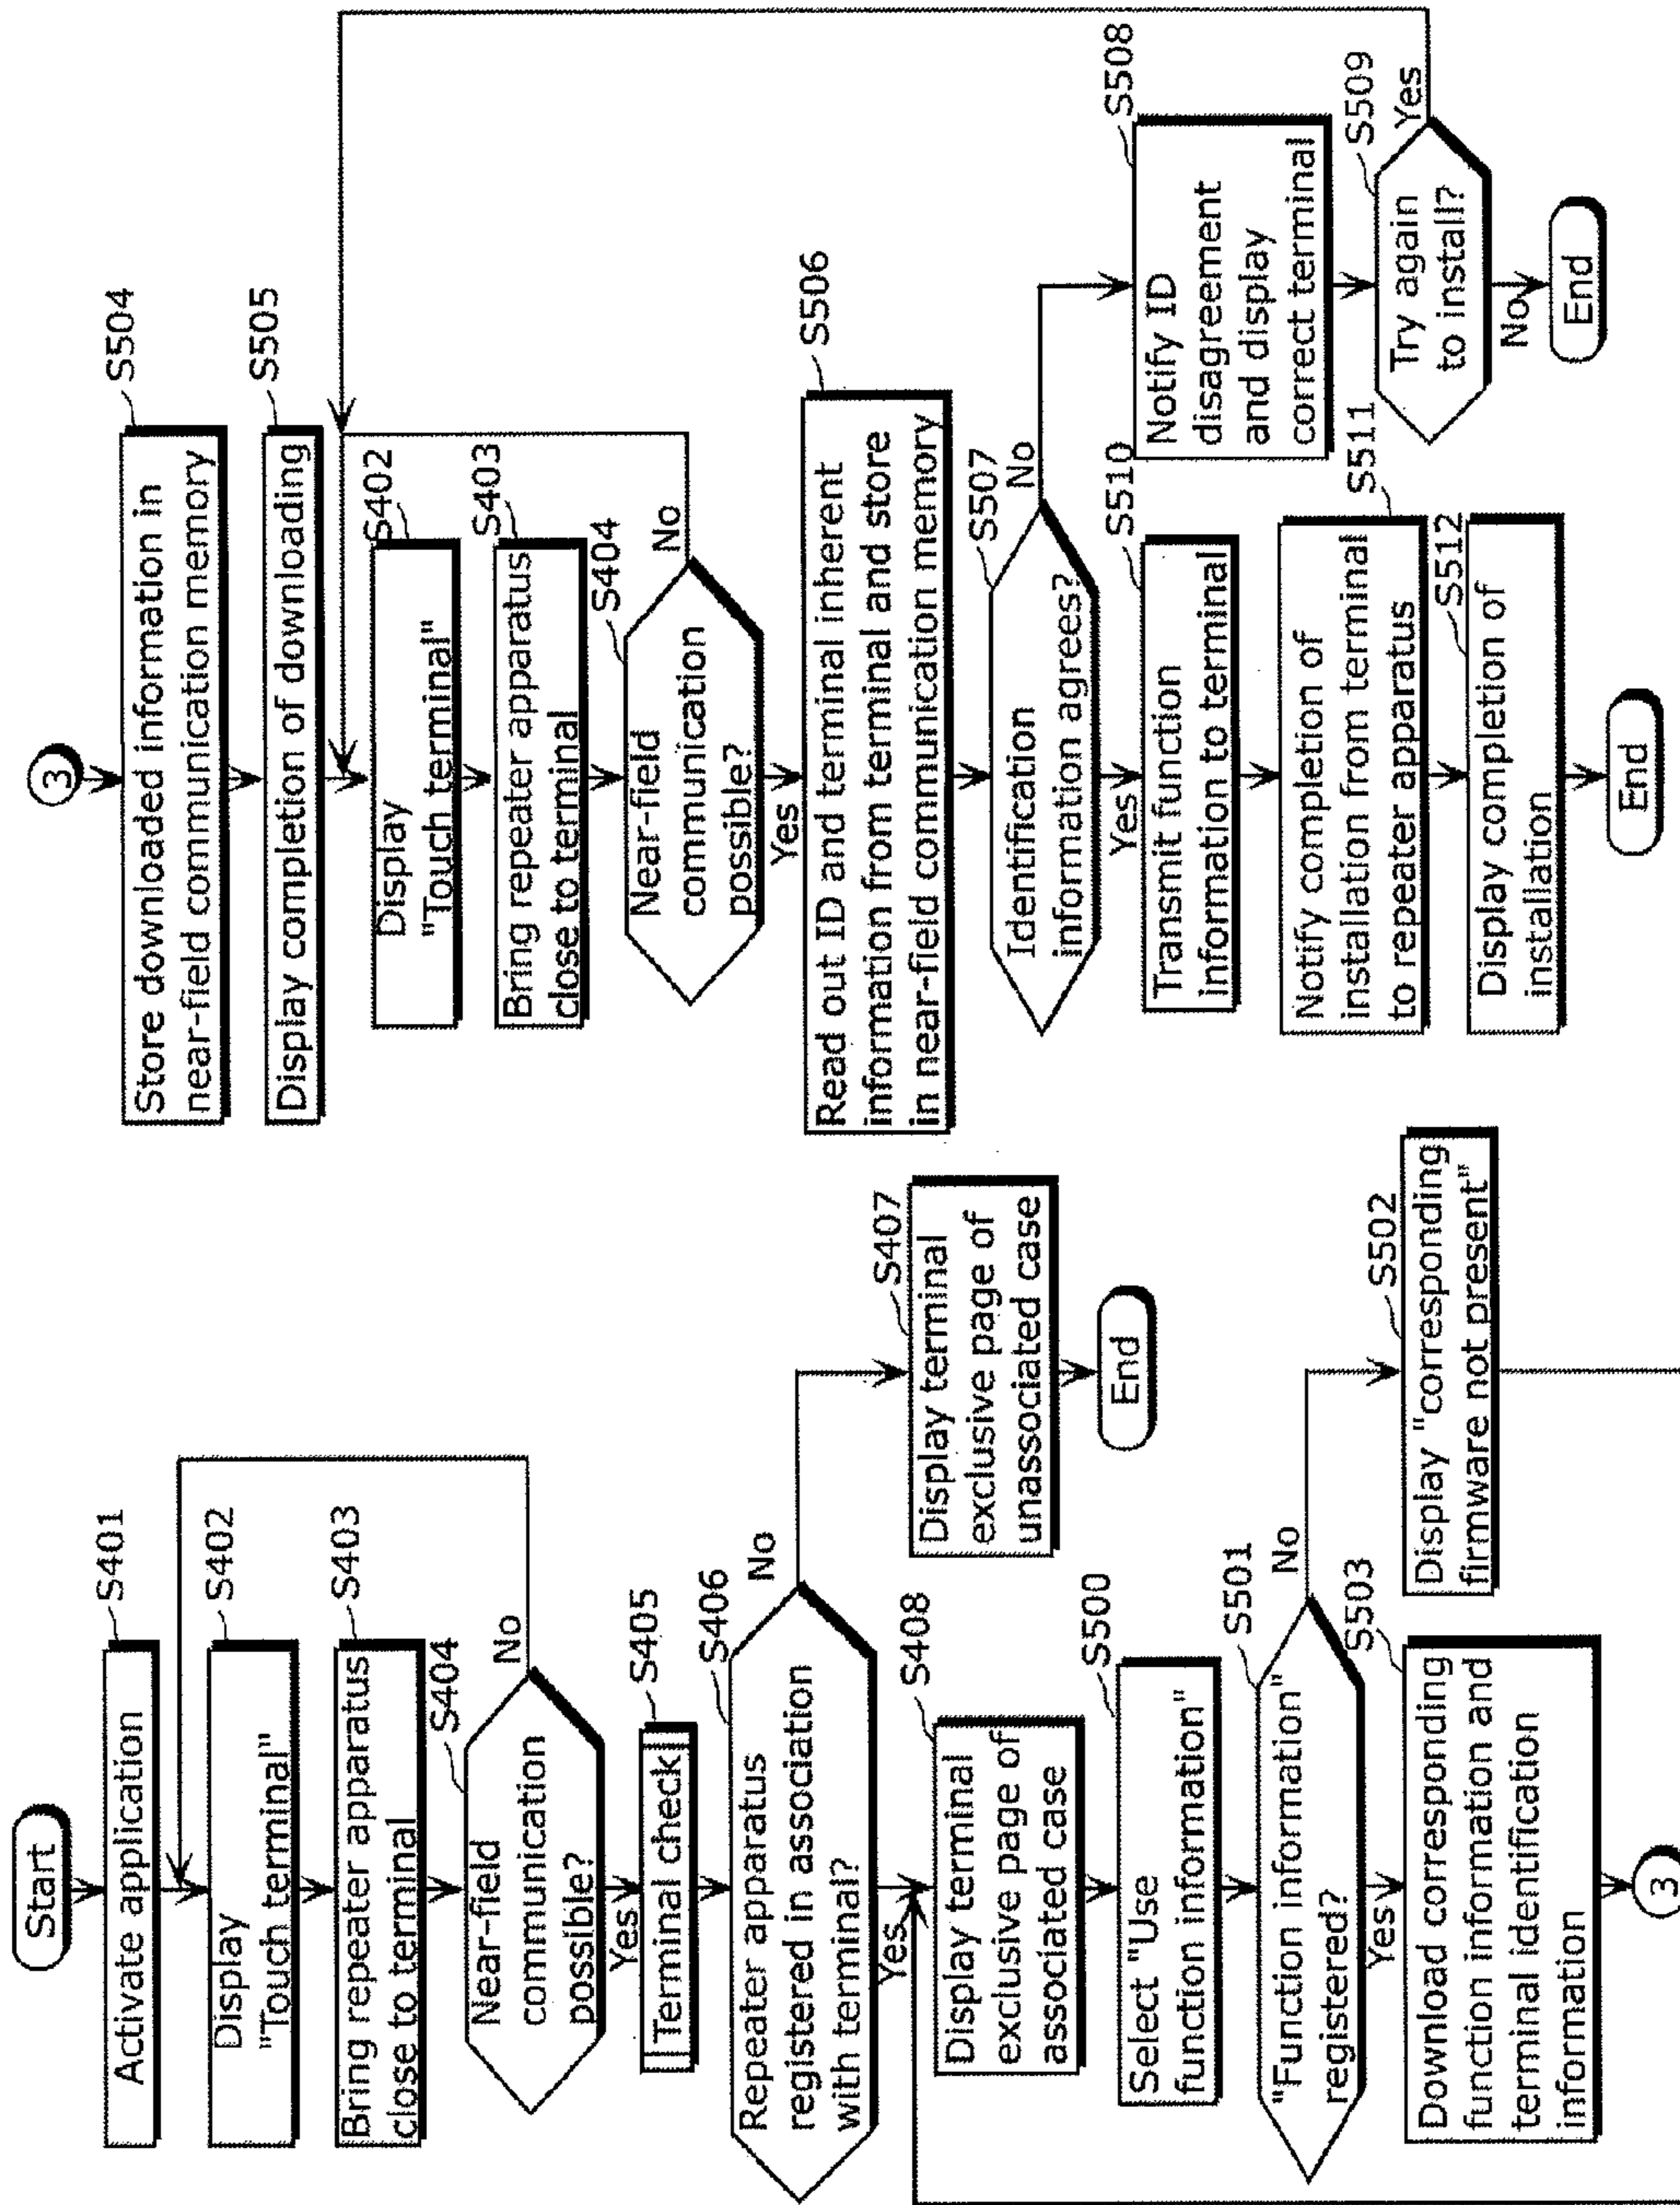 Start
S401
Activate application
S402
Display
"Touch terminal"
S403
Bring repeater apparatus
close to terminal
S404
Near-field
communication
possible?
No
Yes
S405
Terminal check
S406
Repeater apparatus
registered in association
with terminal?
No
Yes
S407
Display terminal
exclusive page of
unassociated case
End
S408
Display terminal
exclusive page of
associated case
S500
Select "Use
function information"
S501
"Function information"
registered?
No
Yes
S502
Display "corresponding
firmware not present"
S503
Download corresponding
function information and
terminal identification
information
3
3
S504
Store downloaded information in
near-field communication memory
S505
Display completion of downloading
S402
Display
"Touch terminal"
S403
Bring repeater apparatus
close to terminal
S404
Near-field
communication
possible?
No
Yes
S506
Read out ID and terminal inherent
information from terminal and store
in near-field communication memory
S507
Identification
information agrees?
No
Yes
S508
Notify ID
disagreement
and display
correct terminal
S509
Try again
to install?
Yes
No
End
S510
Transmit function
information to terminal
S511
Notify completion of
installation from terminal
to repeater apparatus
S512
Display completion of
installation
End